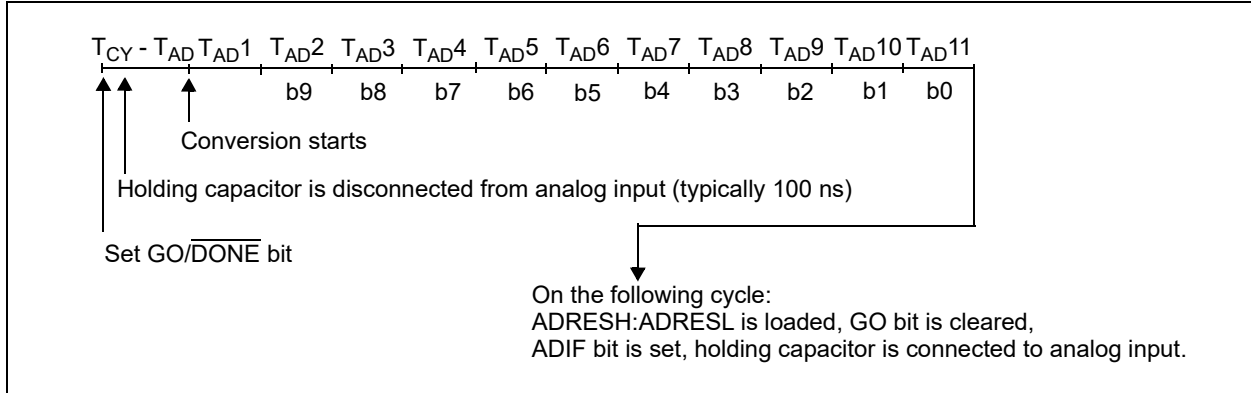 TCY - TAD TAD1 TAD2 TAD3 TAD4 TAD5 TAD6 TAD7 TAD8 TAD9 TAD10 TAD11
b9 b8 b7 b6 b5 b4 b3 b2 b1 b0
Conversion starts
Holding capacitor is disconnected from analog input (typically 100 ns)
Set GO/DONE bit
On the following cycle:
ADRESH:ADRESL is loaded, GO bit is cleared,
ADIF bit is set, holding capacitor is connected to analog input.